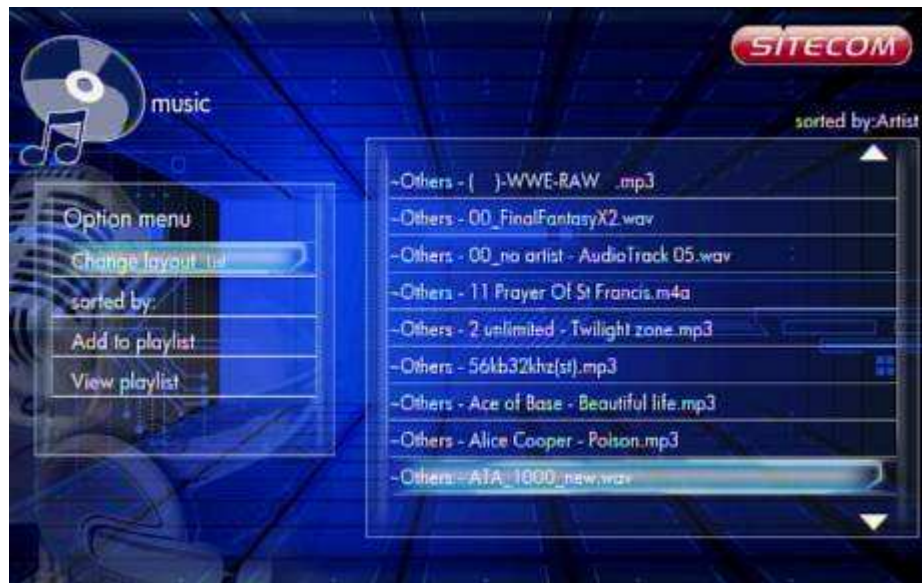 SITECOM
music
sorted by:Artist
Option menu
Change layout: List
sorted by:
Add to playlist
View playlist
~Others - ( )-WWE-RAW .mp3
~Others - 00_FinalFantasyX2.wav
~Others - 00_no artist - AudioTrack 05.wav
~Others - 11 Prayer Of St Francis.m4a
~Others - 2 unlimited - Twilight zone.mp3
~Others - 56kb32khz(st).mp3
~Others - Ace of Base - Beautiful life.mp3
~Others - Alice Cooper - Poison.mp3
~Others - ATA_1000_new.wav